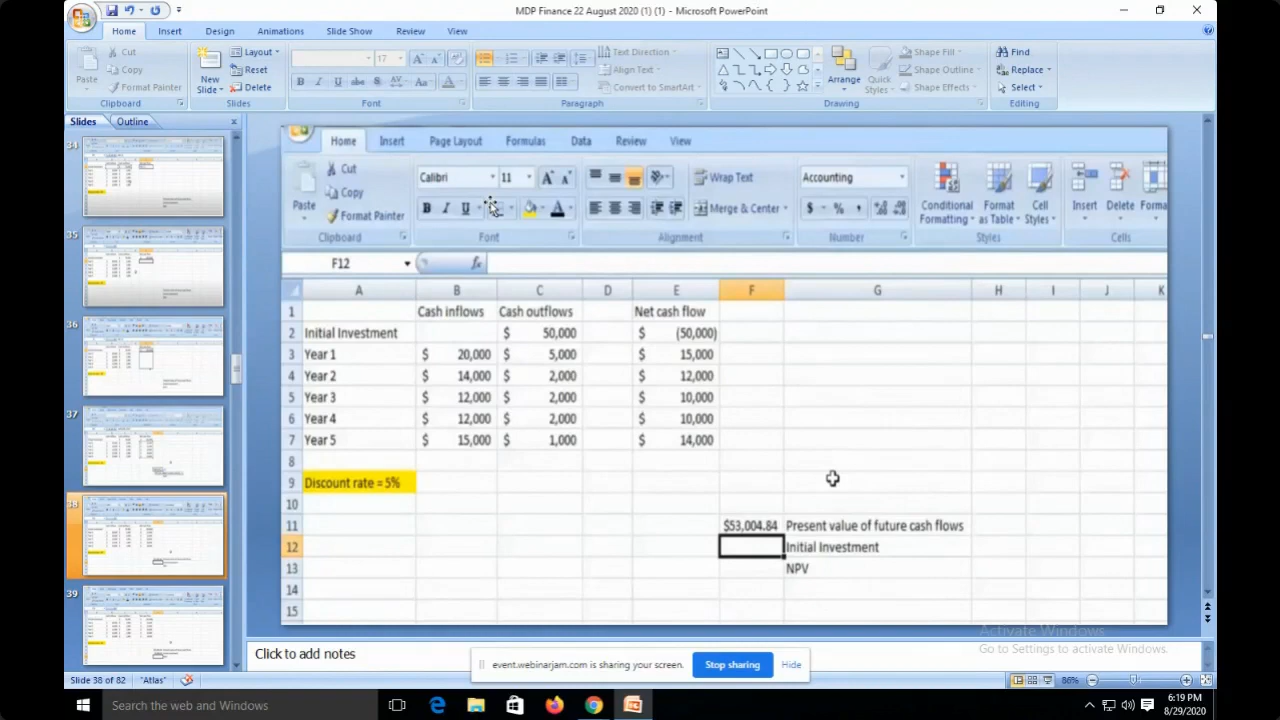 MDP Finance 22 August 2020 (1) (1) - Microsoft PowerPoint
Home Insert Design Animations Slide Show Review View
Cut
Copy
Format Painter
Paste
Clipboard
New
Slide
Layout
Reset
Delete
Slides
17
Font
Text Direction
Align Text
Convert to SmartArt
Paragraph
Arrange
Quick
Styles
Shape Fill
Shape Outline
Shape Effects
Drawing
Find
Replace
Select
Editing
Slides Outline
34
35
36
37
38
39
Home Insert Page Layout Formulas Data Review View
Cut
Copy
Format Painter
Paste
Clipboard
Calibri 11
B I U
Font
Wrap Text
Merge & Center
Alignment
Accounting
$ % ,
Number
Conditional
Formatting
Format
as Table
Cell
Styles
Styles
Insert Delete Forma
Cells
F12 fx
A B C D E F G H I J K
1 Cash inflows Cash outflows Net cash flow
2 Initial Investment $ 50,000 $ (50,000)
3 Year 1 $ 20,000 $ 5,000 $ 15,000
4 Year 2 $ 14,000 $ 2,000 $ 12,000
5 Year 3 $ 12,000 $ 2,000 $ 10,000
6 Year 4 $ 12,000 $ 2,000 $ 10,000
7 Year 5 $ 15,000 $ 1,000 $ 14,000
8
9 Discount rate = 5%
10
11 $53,004.84 Present value of future cash flows
12 Initial Investment
13 NPV
14
15
Activate Windows
Go to Settings to activate Windows.
Click to add notes
event.webinarjam.com is sharing your screen. Stop sharing Hide
Slide 38 of 82 "Atlas" 86%
Search the web and Windows
6:19 PM
8/29/2020